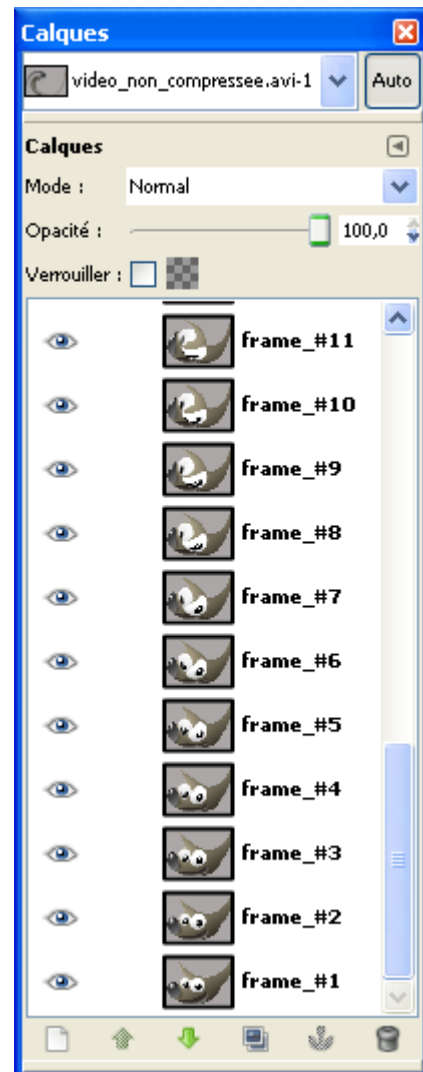 Calques
video_non_compressee.avi-1 Auto
Calques
Mode : Normal
Opacité : 100,0
Verrouiller :
frame_#11
frame_#10
frame_#9
frame_#8
frame_#7
frame_#6
frame_#5
frame_#4
frame_#3
frame_#2
frame_#1